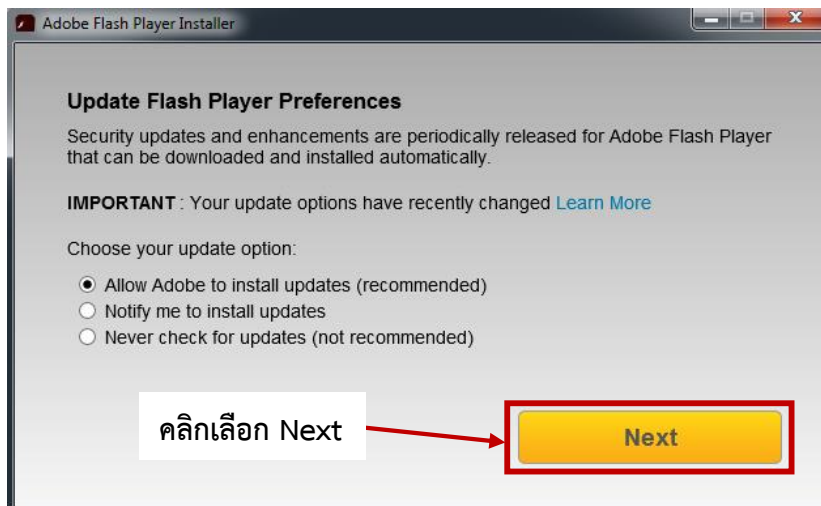 Adobe Flash Player Installer
Update Flash Player Preferences
Security updates and enhancements are periodically released for Adobe Flash Player
that can be downloaded and installed automatically.
IMPORTANT : Your update options have recently changed Learn More
Choose your update option:
Allow Adobe to install updates (recommended)
Notify me to install updates
Never check for updates (not recommended)
คลิกเลือก Next
Next